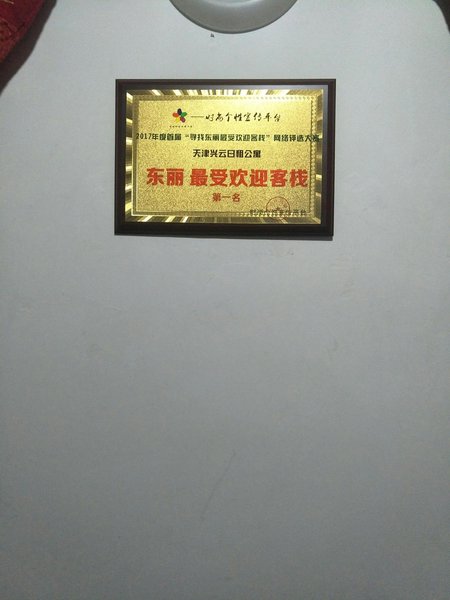 时尚个性宣传平台
2017年度首届“寻找东丽最受欢迎客栈”网络评选大赛
天津兴云日租公寓
东丽 最受欢迎客栈
第一名